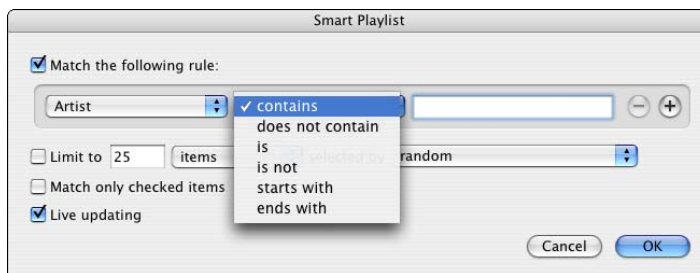 Smart Playlist
Match the following rule:
Artist
✓ contains
does not contain
is
is not
starts with
ends with
Limit to 25 items selected by random
Match only checked items
Live updating
Cancel OK